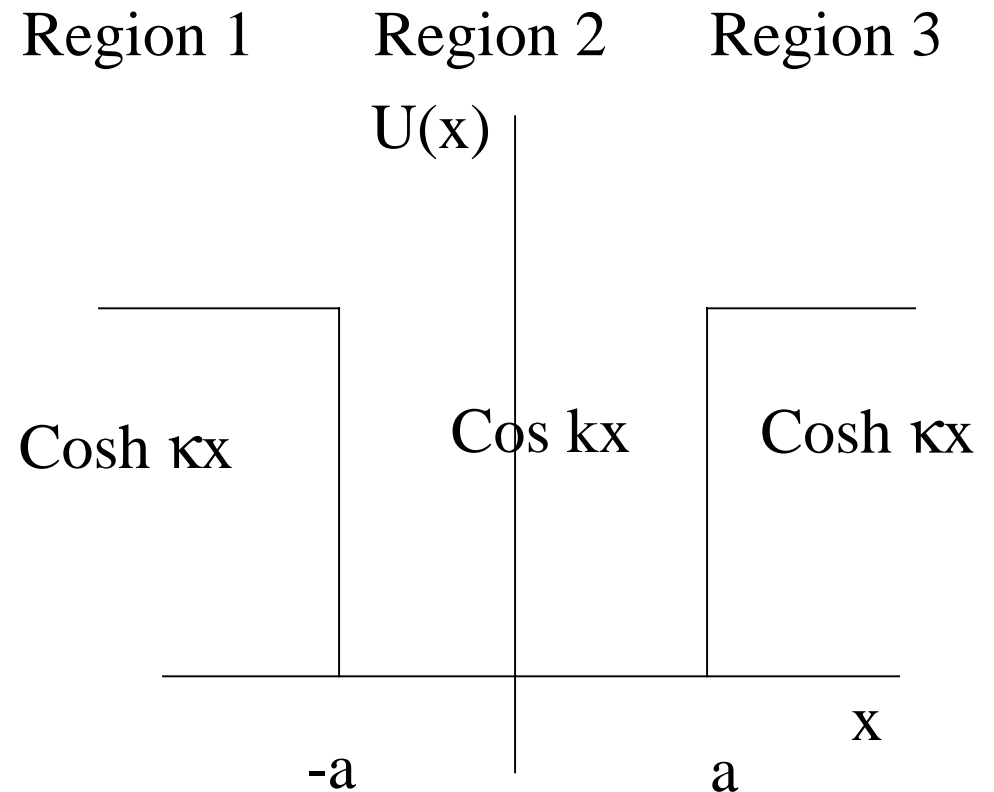 Region 1 Region 2 Region 3
U(x)
Cosh κx Cos kx Cosh κx
x
-a a